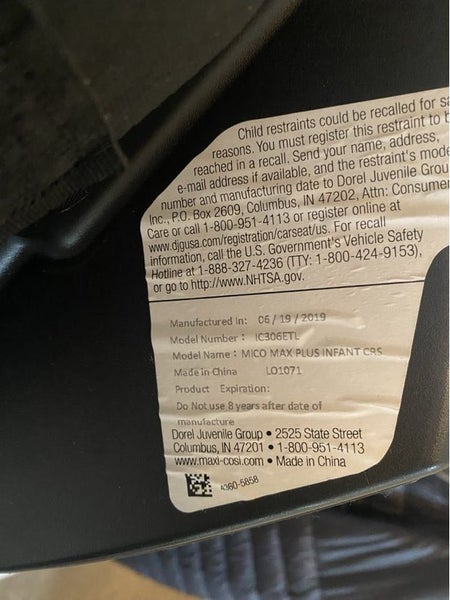 Child restraints could be recalled for
reasons. You must register this restraint to
reached in a recall. Send your name, address,
e-mail address if available, and the restraint's
number and manufacturing date to Dorel Juvenile
Inc., P.O. Box 2609, Columbus, IN 47202, Attn: Consumer
Care or call 1-800-951-4113 or register online at
www.djgusa.com/registration/carseat/us. For recall
information, call the U.S. Government's Vehicle Safety
Hotline at 1-888-327-4236 (TTY: 1-800-424-9153),
or go to http://www.NHTSA.gov.
Manufactured In: 06 / 19 / 2019
Model Number : IC306ETL
Model Name : MICO MAX PLUS INFANT CRS
Made in China LO1071
Product Expiration:
Do Not use 8 years after date of
manufacture
Dorel Juvenile Group • 2525 State Street
Columbus, IN 47201 • 1-800-951-4113
www.maxi-cosi.com • Made in China
4360-5858